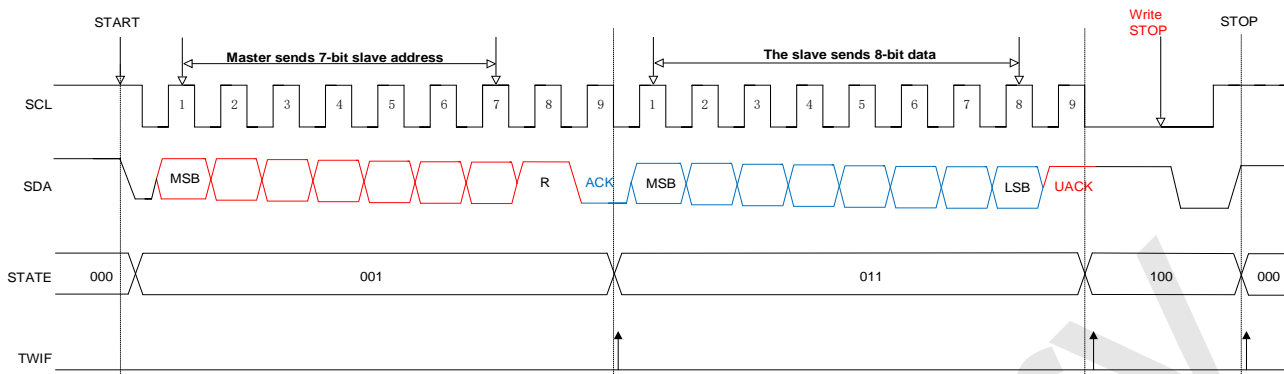 START
Write
STOP
STOP
Master sends 7-bit slave address
The slave sends 8-bit data
SCL
1 2 3 4 5 6 7 8 9 1 2 3 4 5 6 7 8 9
SDA
MSB R ACK MSB LSB UACK
STATE
000 001 011 100 000
TWIF